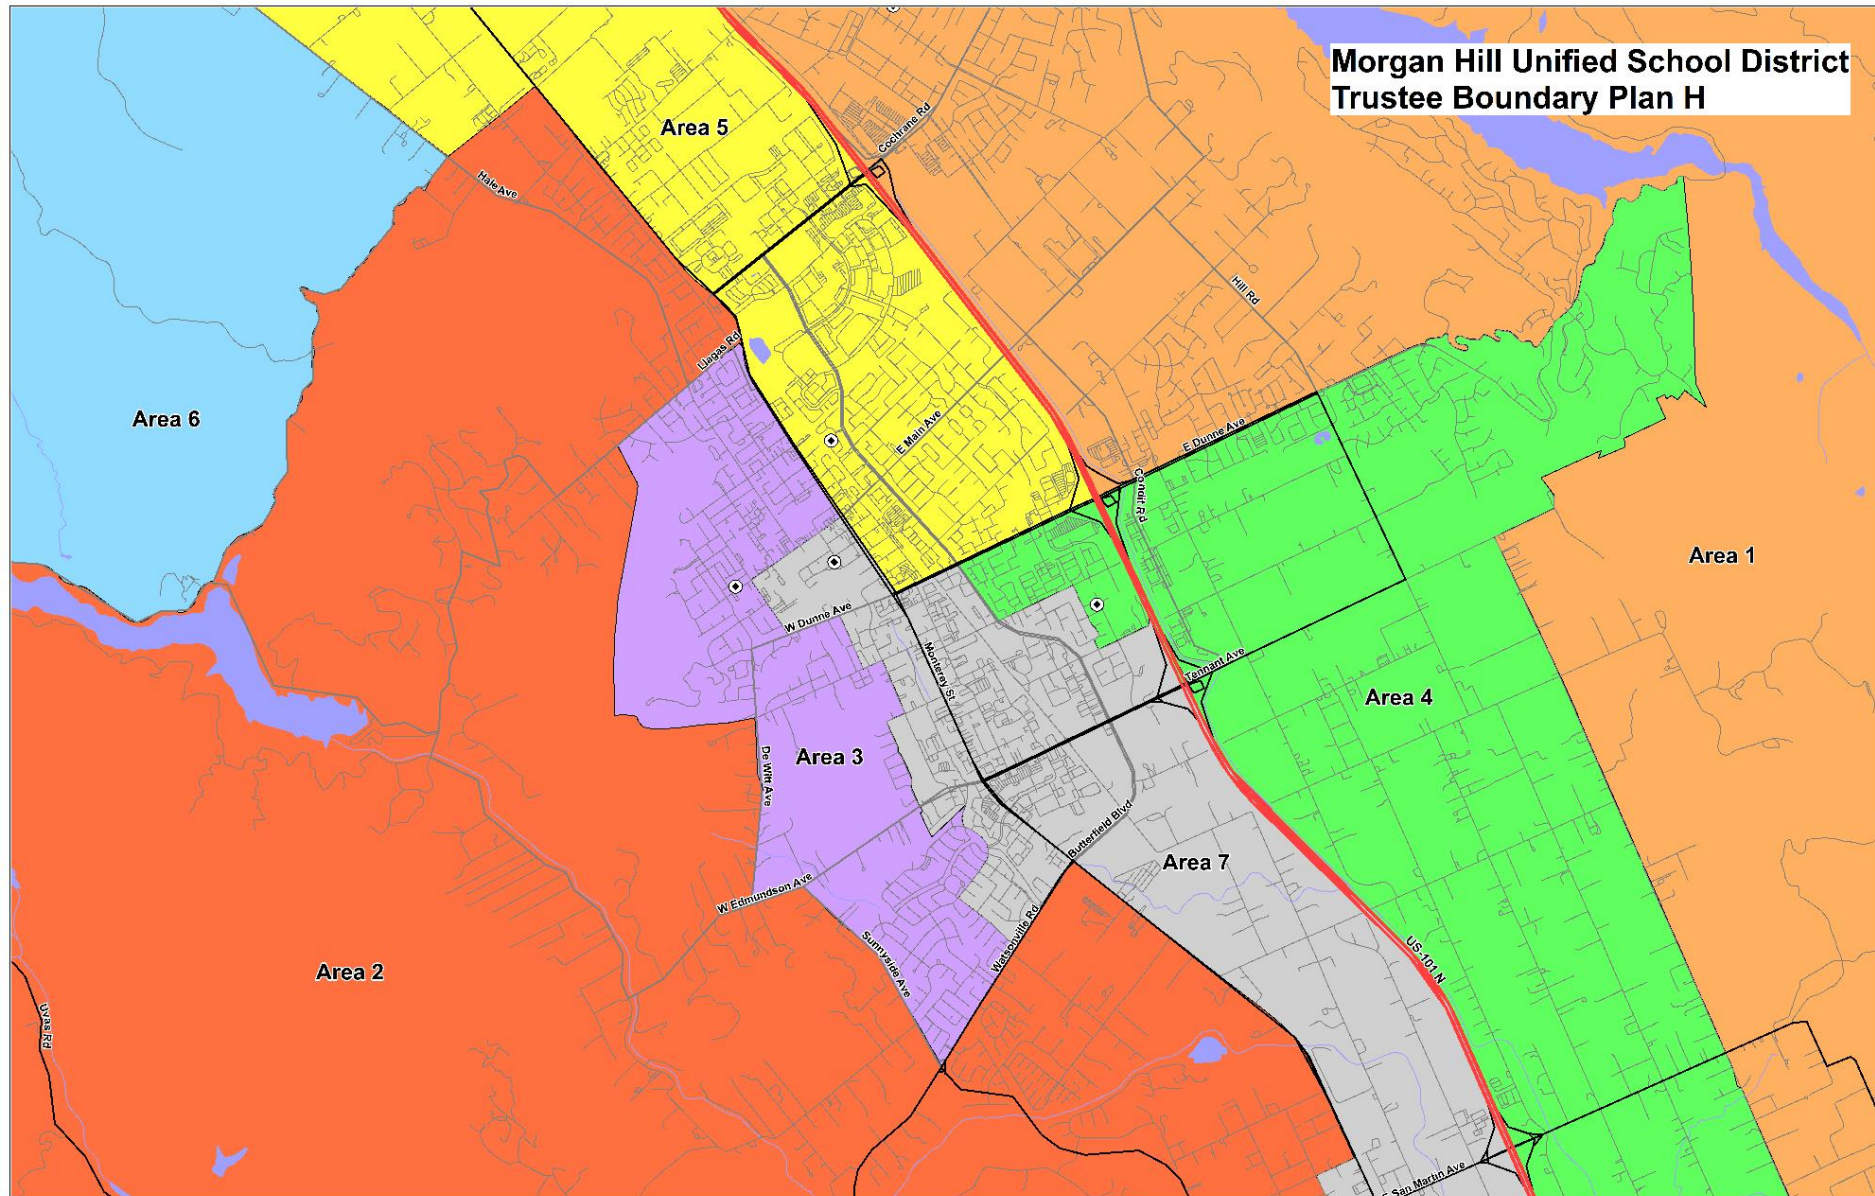 Morgan Hill Unified School District
Trustee Boundary Plan H
Area 5
Cochrane Rd
Hale Ave
Hill Rd
Llagas Rd
Area 6
E Main Ave
E Dunne Ave
Condit Rd
Area 1
W Dunne Ave
Monterey St
Tennant Ave
Area 4
Area 3
De Witt Ave
Butterfield Blvd
Area 7
W Edmundson Ave
Sunnyside Ave
Watsonville Rd
US-101 N
Area 2
Uvas Rd
E San Martin Ave